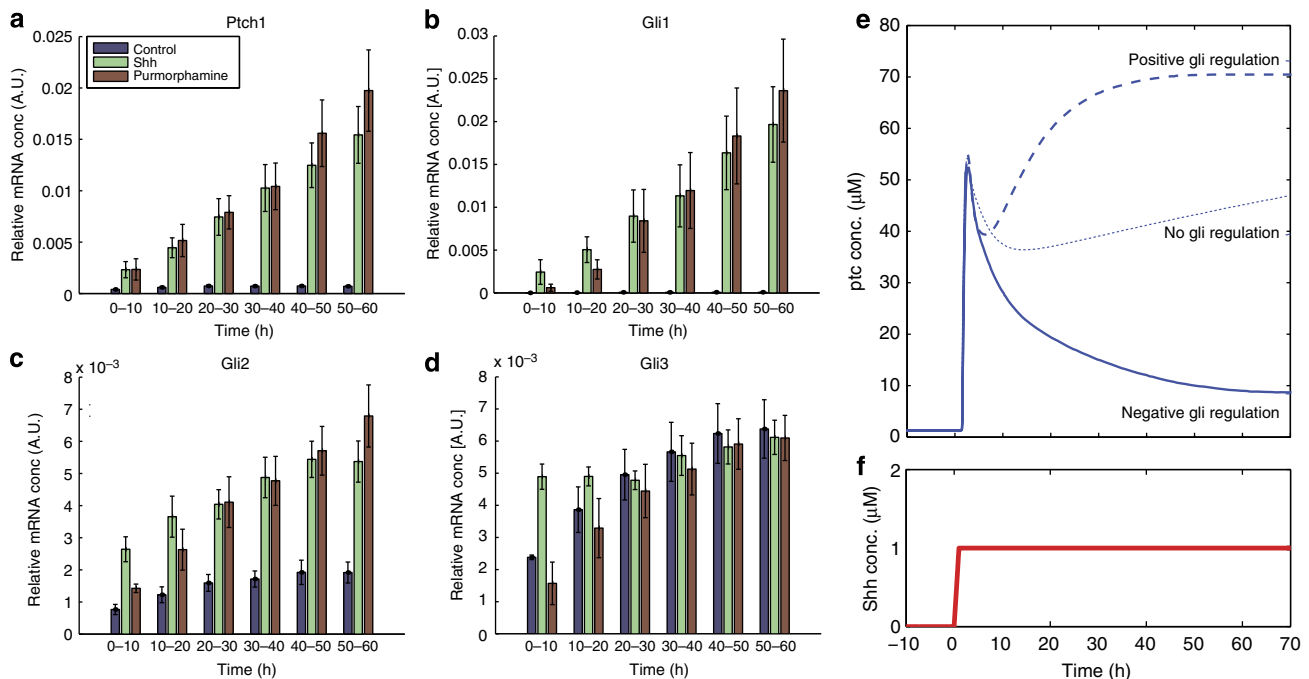 a
Ptch1
Relative mRNA conc (A.U.)
0.025
0.02
0.015
0.01
0.005
0
Control
Shh
Purmorphamine
0–10 10–20 20–30 30–40 40–50 50–60
Time (h)
b
Gli1
Relative mRNA conc [A.U.]
0.03
0.025
0.02
0.015
0.010
0.005
0.000
0–10 10–20 20–30 30–40 40–50 50–60
Time (h)
c
× 10⁻³
Gli2
Relative mRNA conc (A.U.)
8
7
6
5
4
3
2
1
0
0–10 10–20 20–30 30–40 40–50 50–60
Time (h)
d
× 10⁻³
Gli3
Relative mRNA conc [A.U.]
8
7
6
5
4
3
2
1
0
0–10 10–20 20–30 30–40 40–50 50–60
Time (h)
e
ptc conc. (µM)
80
70
60
50
40
30
20
10
0
Positive gli regulation
No gli regulation
Negative gli regulation
f
Shh conc. (µM)
2
1
0
−10 0 10 20 30 40 50 60 70
Time (h)